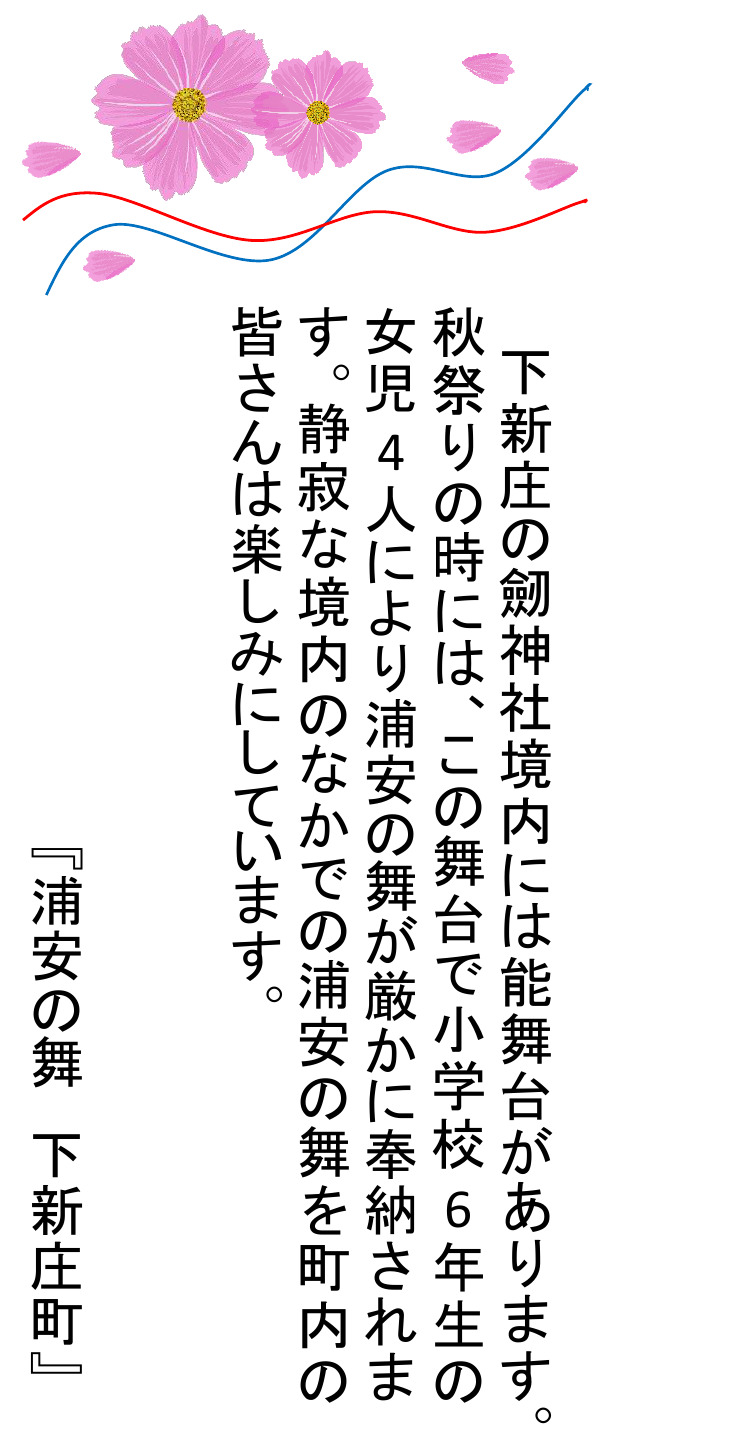 下新庄の劒神社境内には能舞台があります。
秋祭りの時には、この舞台で小学校6年生の
女児4人により浦安の舞が厳かに奉納されま
す。静寂な境内のなかでの浦安の舞を町内の
皆さんは楽しみにしています。
『浦安の舞　下新庄町』